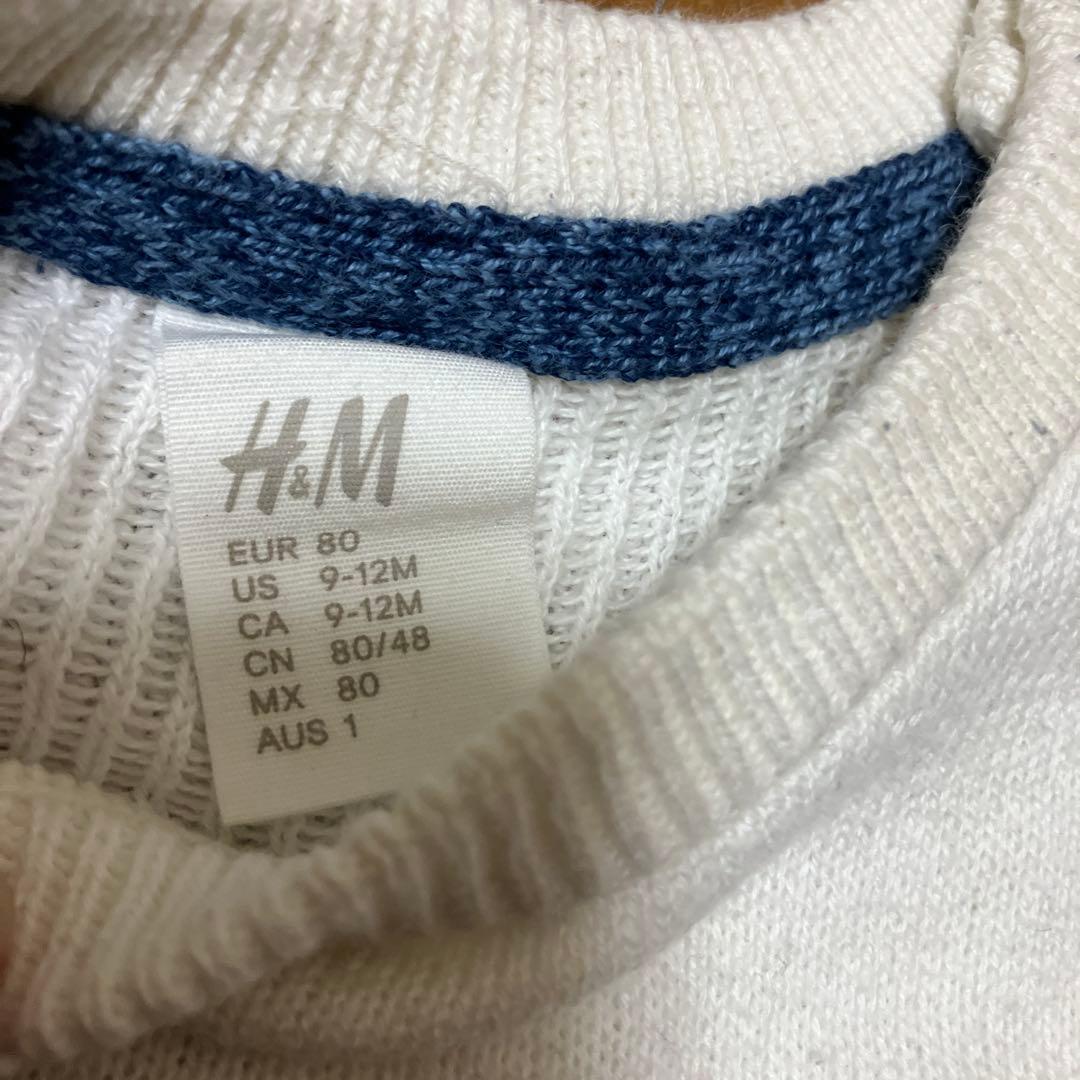 H&M
EUR 80
US 9-12M
CA 9-12M
CN 80/48
MX 80
AUS 1